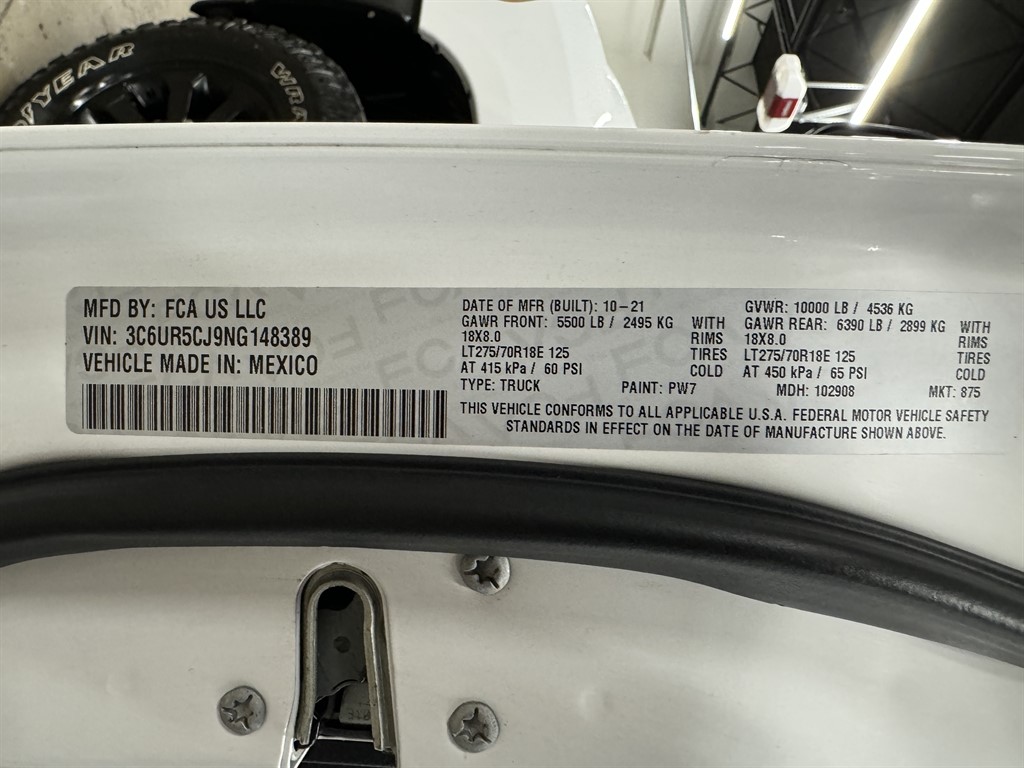 MFD BY: FCA US LLC
VIN: 3C6UR5CJ9NG148389
VEHICLE MADE IN: MEXICO
DATE OF MFR (BUILT): 10-21
GAWR FRONT: 5500 LB / 2495 KG WITH
18X8.0 RIMS
LT275/70R18E 125 TIRES
AT 415 kPa / 60 PSI COLD
TYPE: TRUCK PAINT: PW7
GVWR: 10000 LB / 4536 KG
GAWR REAR: 6390 LB / 2899 KG WITH
18X8.0 RIMS
LT275/70R18E 125 TIRES
AT 450 kPa / 65 PSI COLD
MDH: 102908 MKT: 875
THIS VEHICLE CONFORMS TO ALL APPLICABLE U.S.A. FEDERAL MOTOR VEHICLE SAFETY
STANDARDS IN EFFECT ON THE DATE OF MANUFACTURE SHOWN ABOVE.